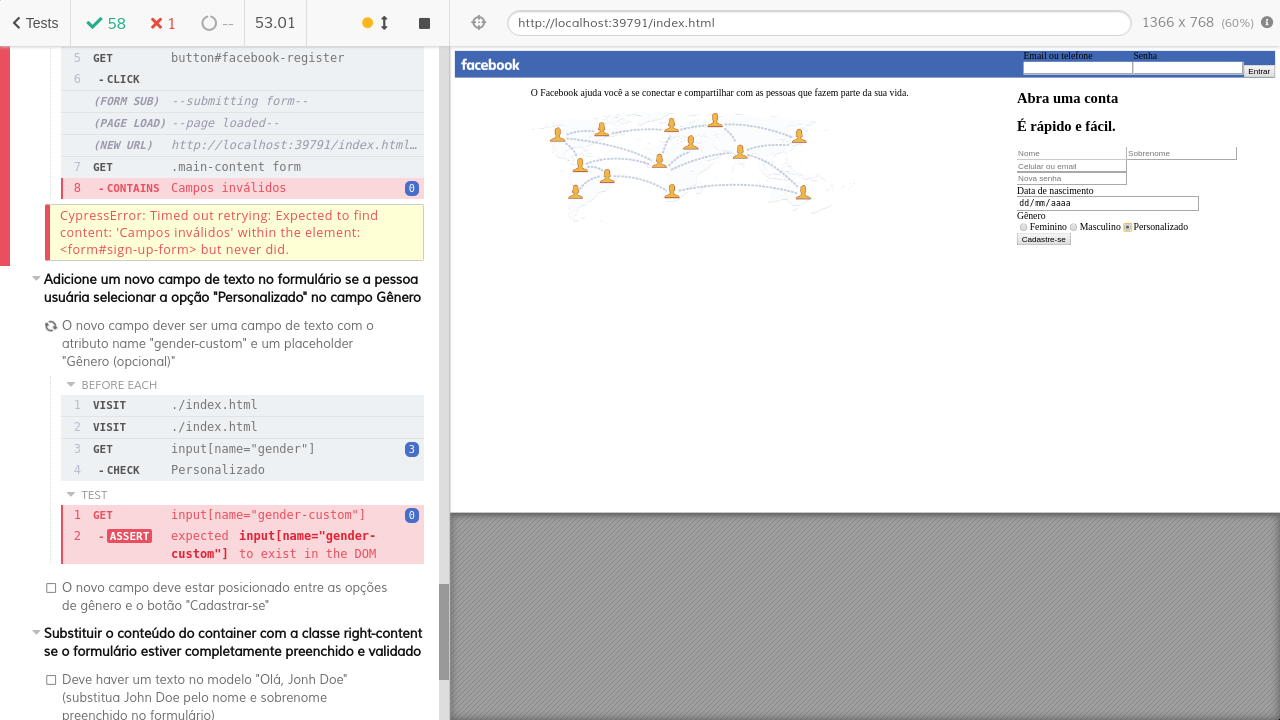 Tests
58
1
--
53.01
http://localhost:39791/index.html
1366 x 768 (60%)
5 GET button#facebook-register
6 -CLICK
(FORM SUB) --submitting form--
(PAGE LOAD) --page loaded--
(NEW URL) http://localhost:39791/index.html…
7 GET .main-content form
8 -CONTAINS Campos inválidos 0
CypressError: Timed out retrying: Expected to find
content: 'Campos inválidos' within the element:
<form#sign-up-form> but never did.
Adicione um novo campo de texto no formulário se a pessoa
usuária selecionar a opção "Personalizado" no campo Gênero
O novo campo dever ser uma campo de texto com o
atributo name "gender-custom" e um placeholder
"Gênero (opcional)"
BEFORE EACH
1 VISIT ./index.html
2 VISIT ./index.html
3 GET input[name="gender"] 3
4 -CHECK Personalizado
TEST
1 GET input[name="gender-custom"] 0
2 -ASSERT expected input[name="gender-
custom"] to exist in the DOM
O novo campo deve estar posicionado entre as opções
de gênero e o botão "Cadastrar-se"
Substituir o conteúdo do container com a classe right-content
se o formulário estiver completamente preenchido e validado
Deve haver um texto no modelo "Olá, Jonh Doe"
(substitua John Doe pelo nome e sobrenome
preenchido no formulário)
facebook
Email ou telefone Senha
Entrar
O Facebook ajuda você a se conectar e compartilhar com as pessoas que fazem parte da sua vida.
Abra uma conta
É rápido e fácil.
Nome Sobrenome
Celular ou email
Nova senha
Data de nascimento
dd/mm/aaaa
Gênero
Feminino Masculino Personalizado
Cadastre-se